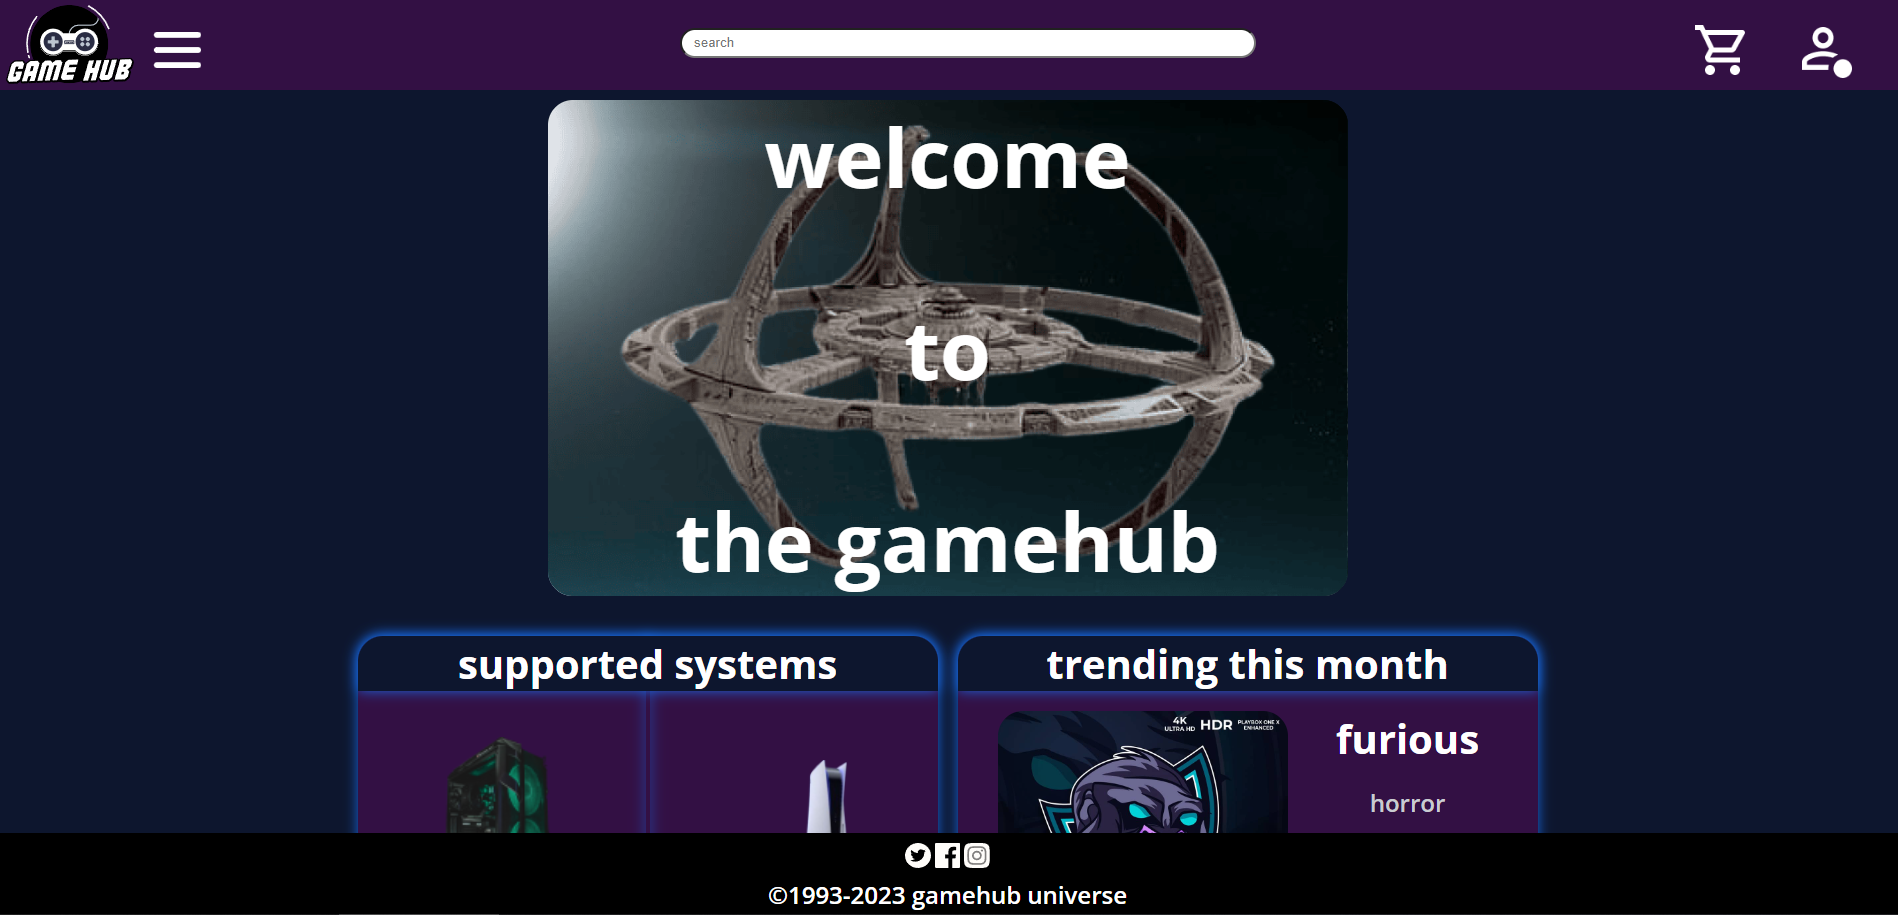 GAME HUB
search
welcome
to
the gamehub
supported systems
trending this month
4K
ULTRA HD
HDR
PLAYBOX ONE X
ENHANCED
furious
horror
©1993-2023 gamehub universe